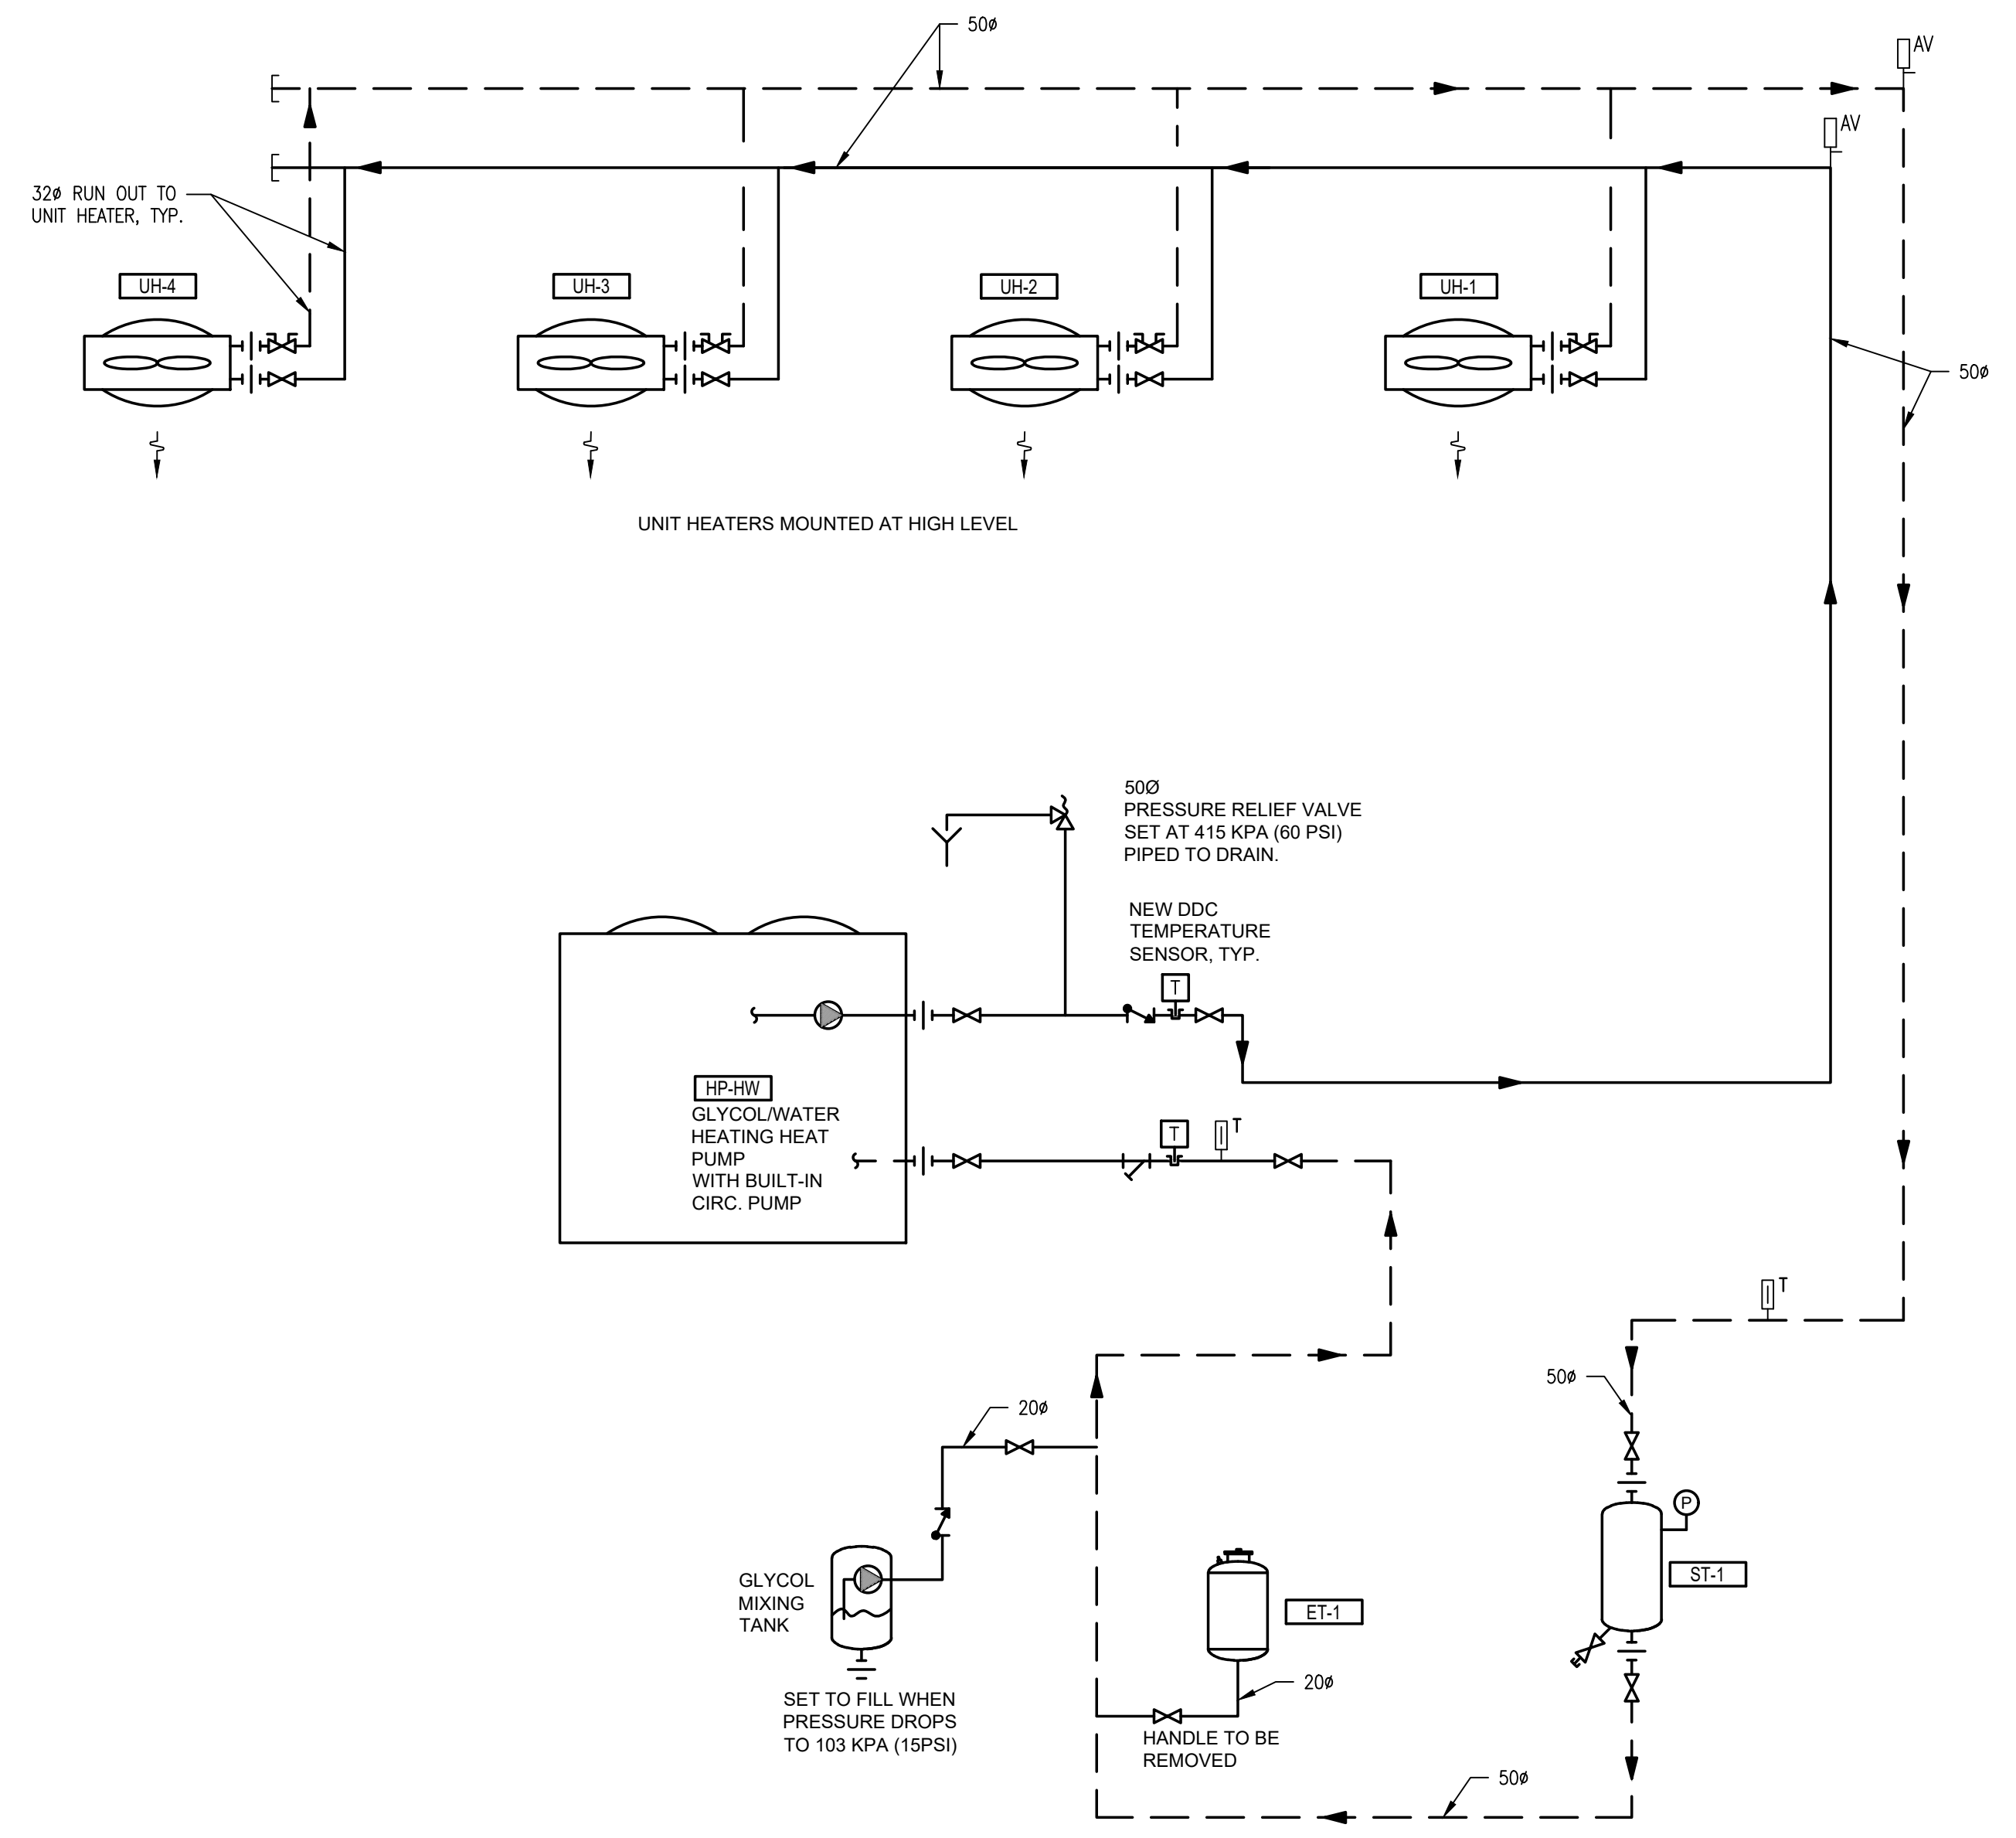 50ø
AV
AV
32ø RUN OUT TO
UNIT HEATER, TYP.
UH-4
UH-3
UH-2
UH-1
50ø
UNIT HEATERS MOUNTED AT HIGH LEVEL
50Ø
PRESSURE RELIEF VALVE
SET AT 415 KPA (60 PSI)
PIPED TO DRAIN.
NEW DDC
TEMPERATURE
SENSOR, TYP.
T
HP-HW
GLYCOL/WATER
HEATING HEAT
PUMP
WITH BUILT-IN
CIRC. PUMP
T
T
T
50ø
20ø
P
ST-1
GLYCOL
MIXING
TANK
ET-1
20ø
SET TO FILL WHEN
PRESSURE DROPS
TO 103 KPA (15PSI)
HANDLE TO BE
REMOVED
50ø